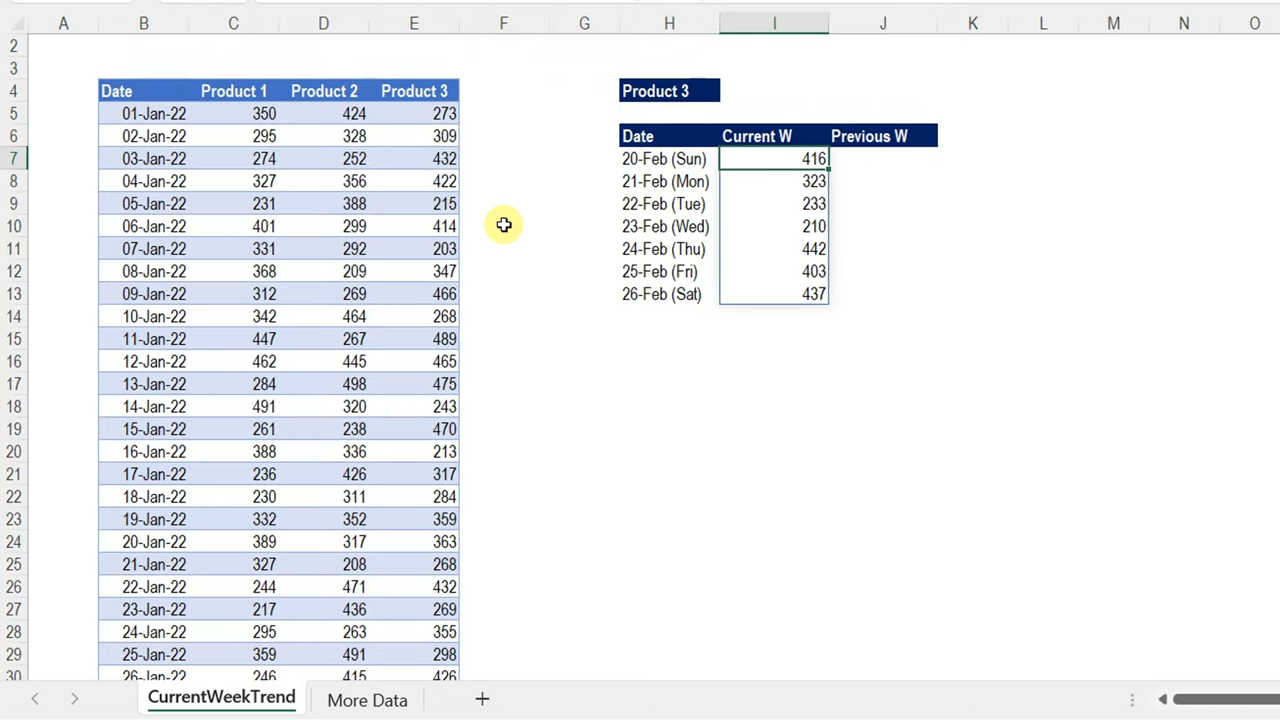 A B C D E F G H I J K L M N O
2
3
4 Date Product 1 Product 2 Product 3 Product 3
5 01-Jan-22 350 424 273
6 02-Jan-22 295 328 309 Date Current W Previous W
7 03-Jan-22 274 252 432 20-Feb (Sun) 416
8 04-Jan-22 327 356 422 21-Feb (Mon) 323
9 05-Jan-22 231 388 215 22-Feb (Tue) 233
10 06-Jan-22 401 299 414 23-Feb (Wed) 210
11 07-Jan-22 331 292 203 24-Feb (Thu) 442
12 08-Jan-22 368 209 347 25-Feb (Fri) 403
13 09-Jan-22 312 269 466 26-Feb (Sat) 437
14 10-Jan-22 342 464 268
15 11-Jan-22 447 267 489
16 12-Jan-22 462 445 465
17 13-Jan-22 284 498 475
18 14-Jan-22 491 320 243
19 15-Jan-22 261 238 470
20 16-Jan-22 388 336 213
21 17-Jan-22 236 426 317
22 18-Jan-22 230 311 284
23 19-Jan-22 332 352 359
24 20-Jan-22 389 317 363
25 21-Jan-22 327 208 268
26 22-Jan-22 244 471 432
27 23-Jan-22 217 436 269
28 24-Jan-22 295 263 355
29 25-Jan-22 359 491 298
30 26-Jan-22 246 415 426
CurrentWeekTrend More Data